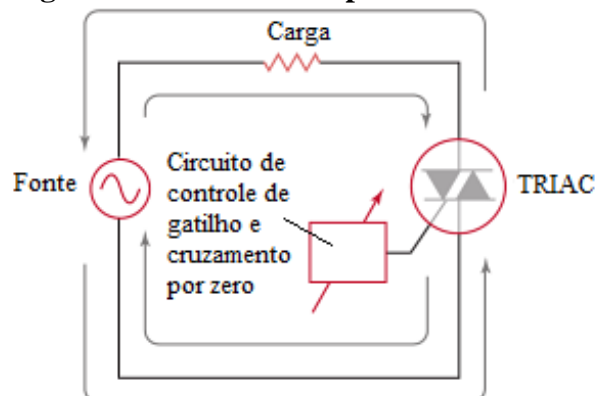 Carga
Fonte
Circuito de
controle de
gatilho e
cruzamento
por zero
TRIAC